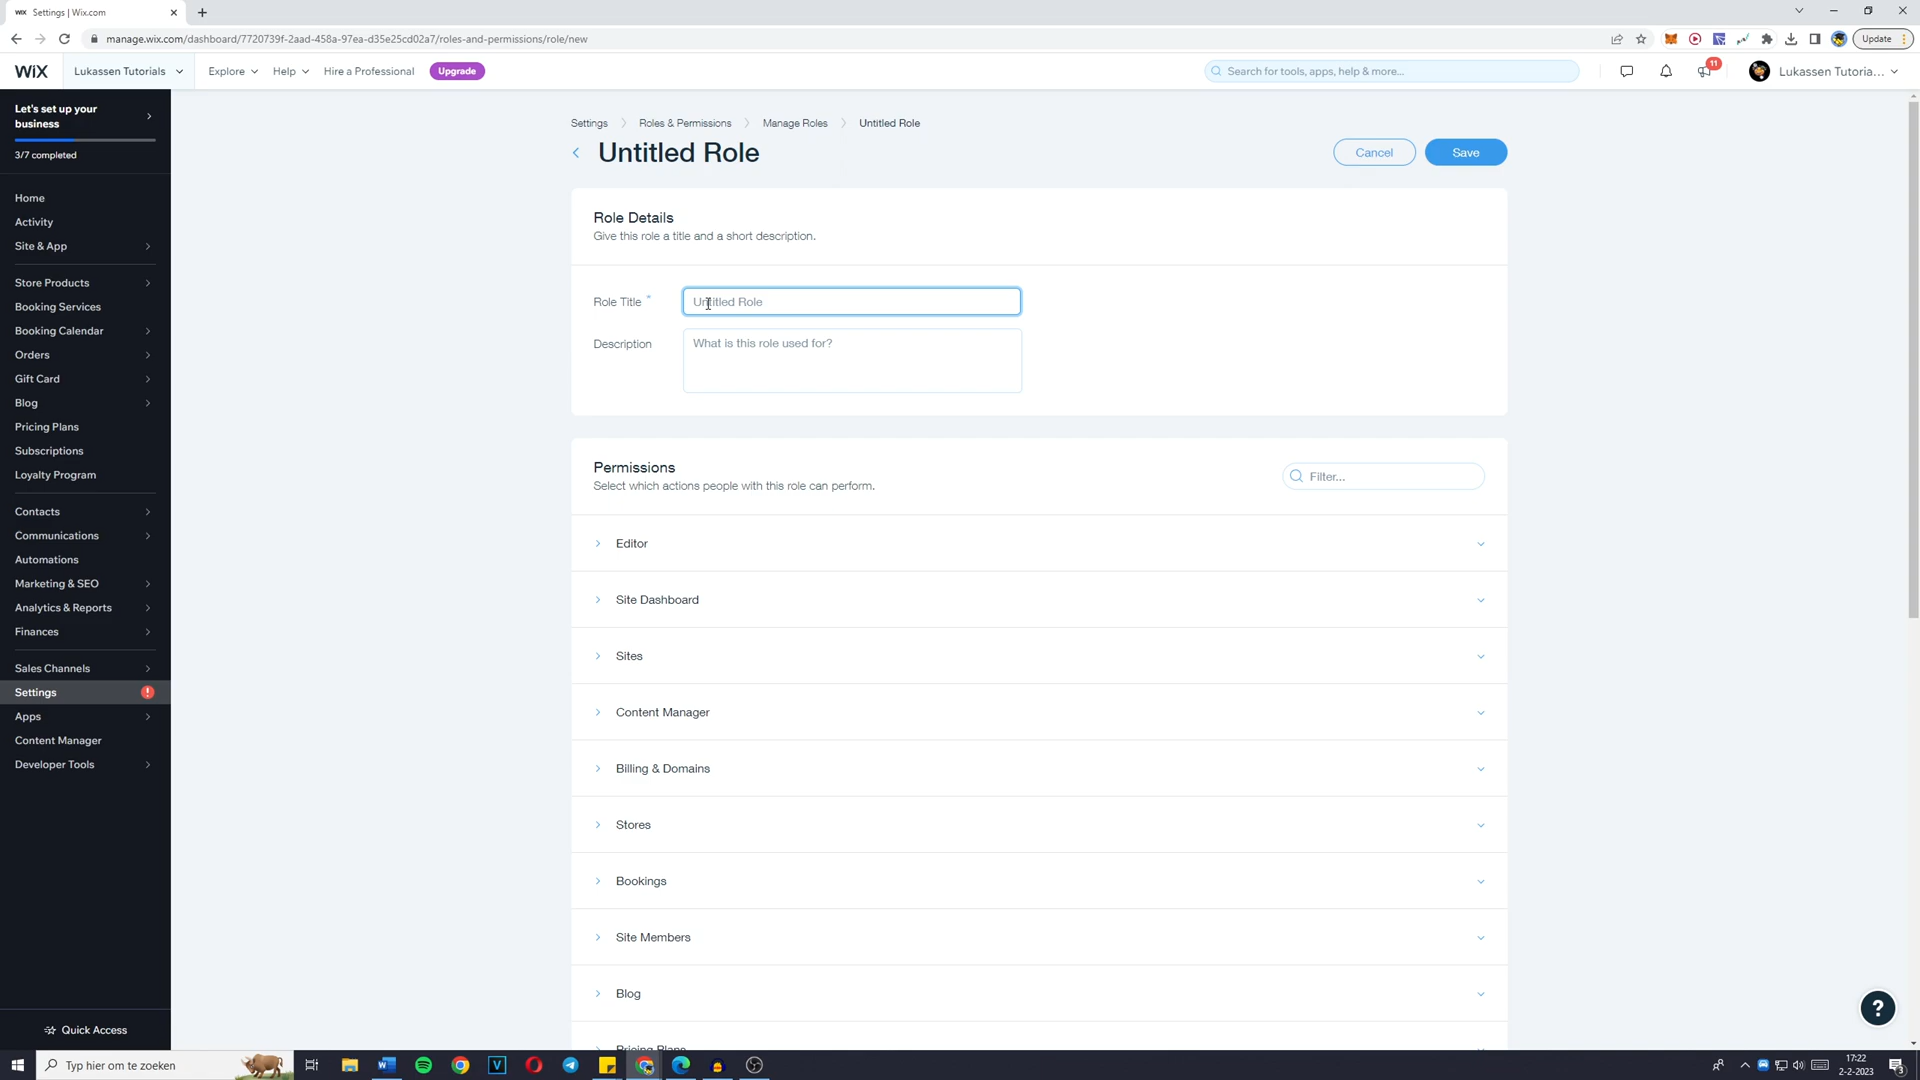 WiX Settings | Wix.com
manage.wix.com/dashboard/7720739f-2aad-458a-97ea-d35e25cd02a7/roles-and-permissions/role/new
Update
WiX
Lukassen Tutorials
Explore
Help
Hire a Professional
Upgrade
Search for tools, apps, help & more...
11
Lukassen Tutoria...
Let's set up your
business
3/7 completed
Home
Activity
Site & App
Store Products
Booking Services
Booking Calendar
Orders
Gift Card
Blog
Pricing Plans
Subscriptions
Loyalty Program
Contacts
Communications
Automations
Marketing & SEO
Analytics & Reports
Finances
Sales Channels
Settings
!
Apps
Content Manager
Developer Tools
Quick Access
Settings
Roles & Permissions
Manage Roles
Untitled Role
Untitled Role
Cancel
Save
Role Details
Give this role a title and a short description.
Role Title *
Untitled Role
Description
What is this role used for?
Permissions
Select which actions people with this role can perform.
Filter...
Editor
Site Dashboard
Sites
Content Manager
Billing & Domains
Stores
Bookings
Site Members
Blog
Pricing Plans
?
Typ hier om te zoeken
17:22
2-2-2023
3